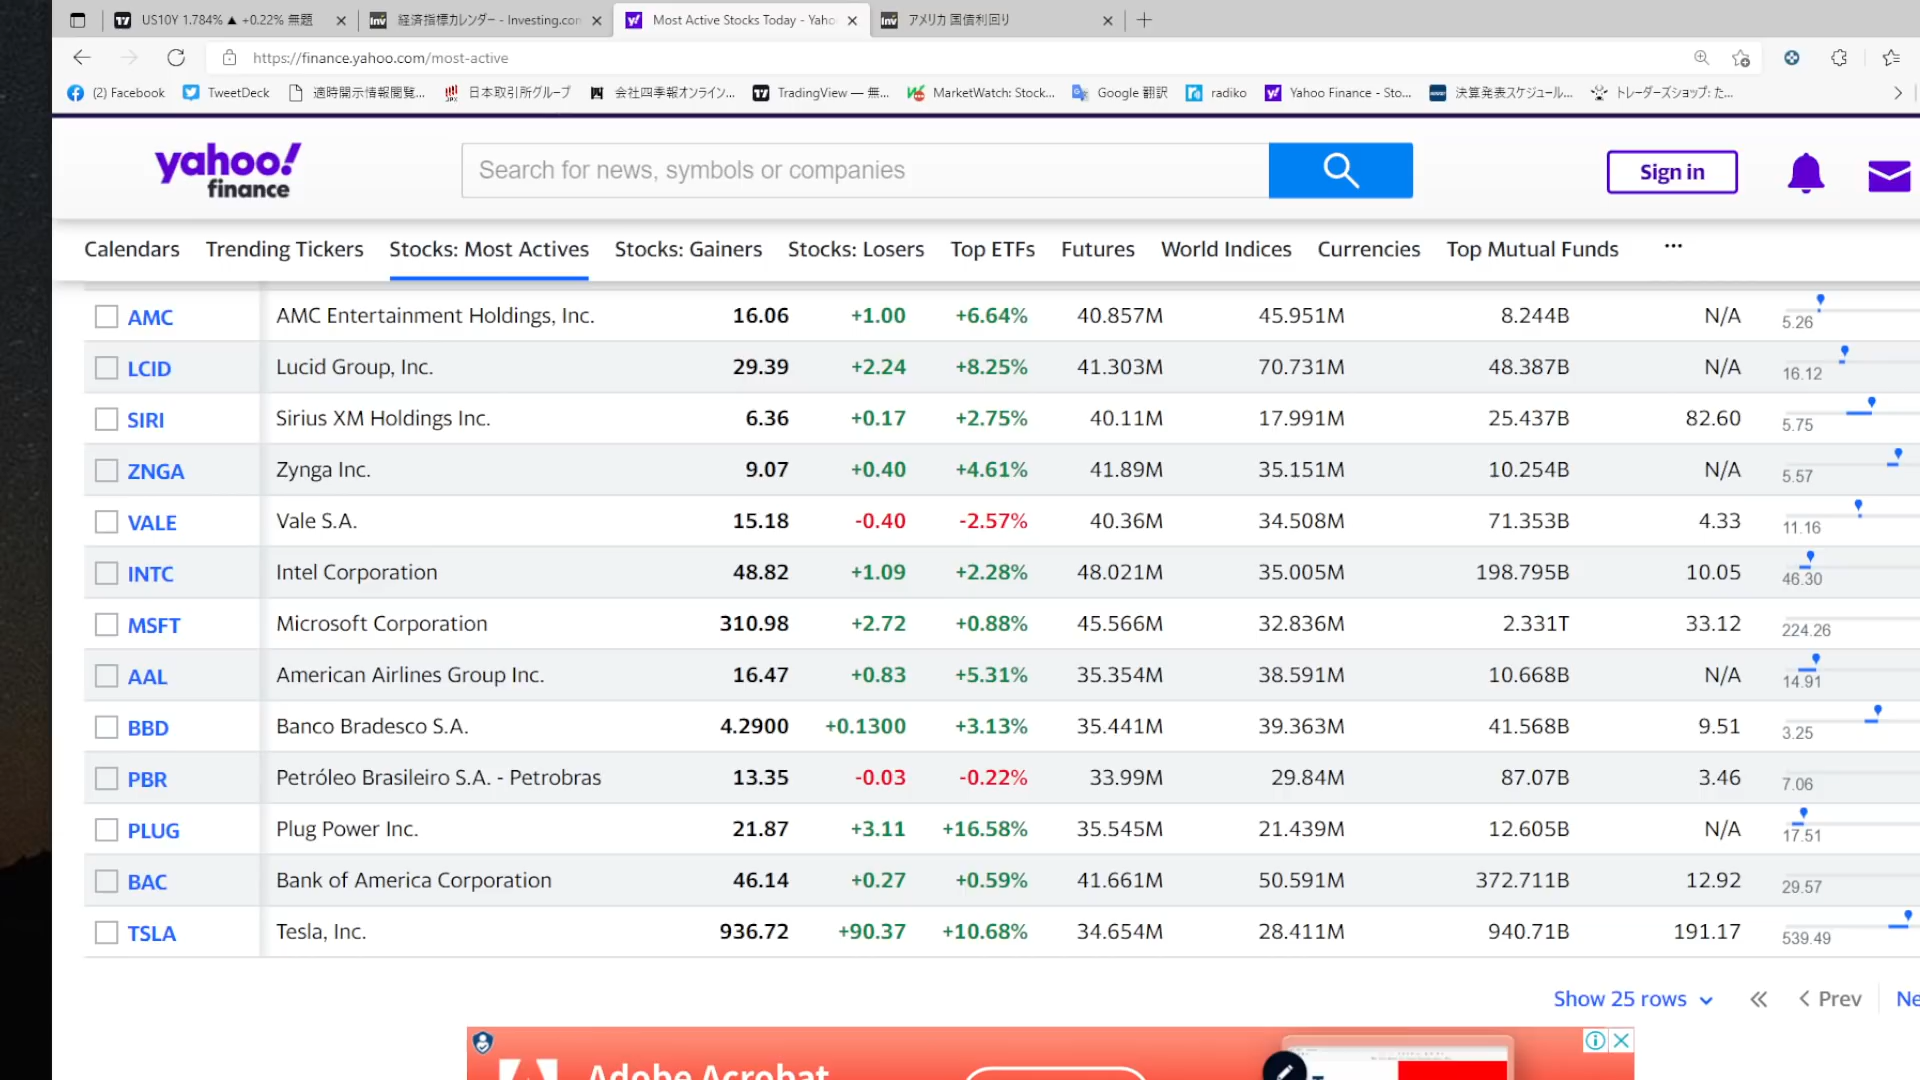 US10Y 1.784% ▲ +0.22% 無題
経済指標カレンダー - Investing.con
Most Active Stocks Today - Yaho
アメリカ 国債利回り
https://finance.yahoo.com/most-active
(2) Facebook TweetDeck 適時開示情報閲覧... 日本取引所グループ 会社四季報オンライン... TradingView — 無... MarketWatch: Stock... Google 翻訳 radiko Yahoo Finance - Sto... 決算発表スケジュール... トレーダーズショップ: た...
yahoo!
finance
Search for news, symbols or companies
Sign in
Calendars Trending Tickers Stocks: Most Actives Stocks: Gainers Stocks: Losers Top ETFs Futures World Indices Currencies Top Mutual Funds ...
AMC AMC Entertainment Holdings, Inc. 16.06 +1.00 +6.64% 40.857M 45.951M 8.244B N/A 5.26
LCID Lucid Group, Inc. 29.39 +2.24 +8.25% 41.303M 70.731M 48.387B N/A 16.12
SIRI Sirius XM Holdings Inc. 6.36 +0.17 +2.75% 40.11M 17.991M 25.437B 82.60 5.75
ZNGA Zynga Inc. 9.07 +0.40 +4.61% 41.89M 35.151M 10.254B N/A 5.57
VALE Vale S.A. 15.18 -0.40 -2.57% 40.36M 34.508M 71.353B 4.33 11.16
INTC Intel Corporation 48.82 +1.09 +2.28% 48.021M 35.005M 198.795B 10.05 46.30
MSFT Microsoft Corporation 310.98 +2.72 +0.88% 45.566M 32.836M 2.331T 33.12 224.26
AAL American Airlines Group Inc. 16.47 +0.83 +5.31% 35.354M 38.591M 10.668B N/A 14.91
BBD Banco Bradesco S.A. 4.2900 +0.1300 +3.13% 35.441M 39.363M 41.568B 9.51 3.25
PBR Petróleo Brasileiro S.A. - Petrobras 13.35 -0.03 -0.22% 33.99M 29.84M 87.07B 3.46 7.06
PLUG Plug Power Inc. 21.87 +3.11 +16.58% 35.545M 21.439M 12.605B N/A 17.51
BAC Bank of America Corporation 46.14 +0.27 +0.59% 41.661M 50.591M 372.711B 12.92 29.57
TSLA Tesla, Inc. 936.72 +90.37 +10.68% 34.654M 28.411M 940.71B 191.17 539.49
Show 25 rows Prev Ne
Adobe Acrobat